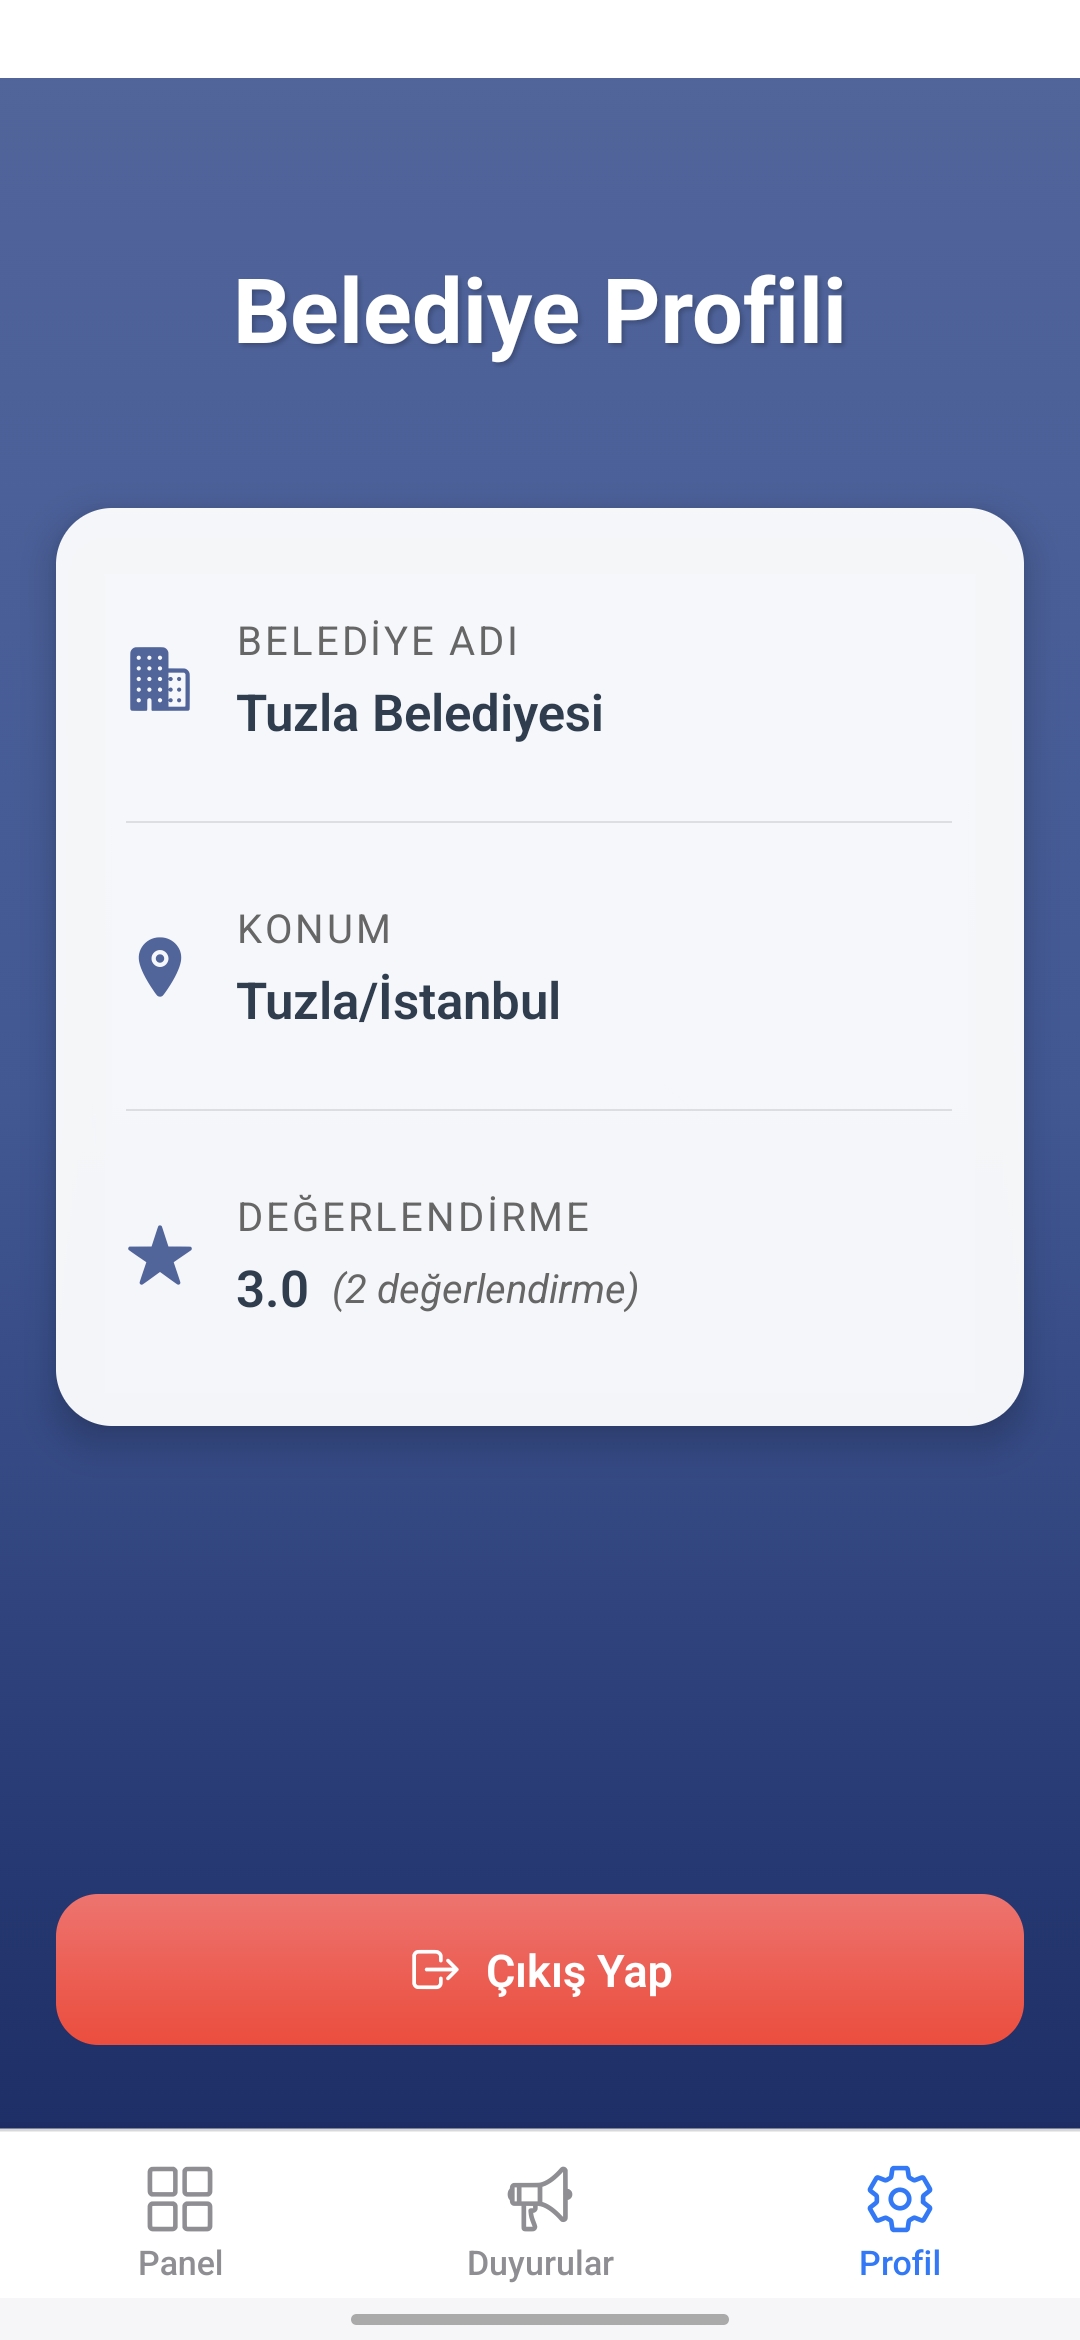 Belediye Profili
BELEDİYE ADI
Tuzla Belediyesi
KONUM
Tuzla/İstanbul
DEĞERLENDİRME
3.0 (2 değerlendirme)
Çıkış Yap
Panel Duyurular Profil